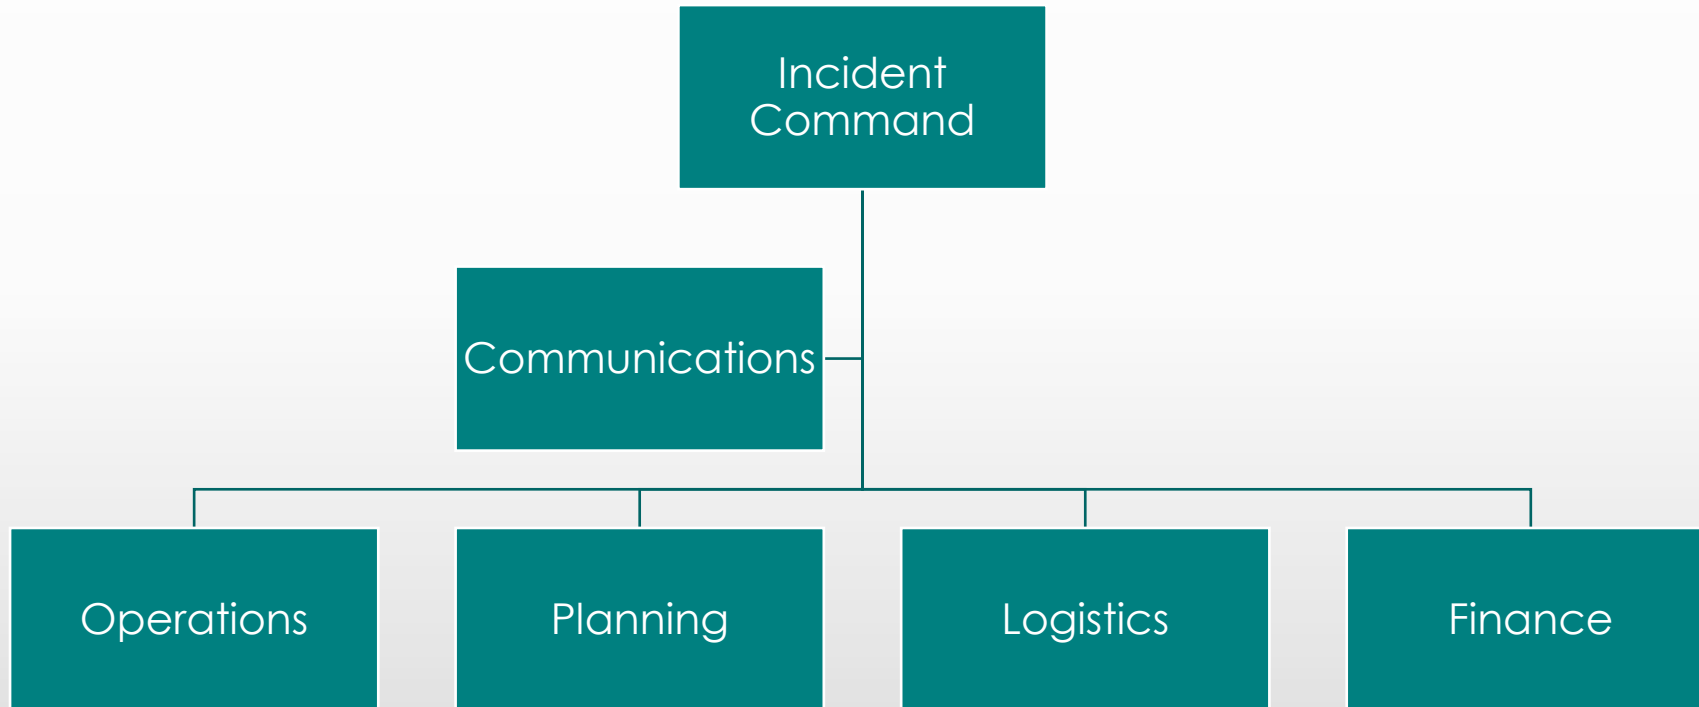 Incident
Command
Communications
Operations
Planning
Logistics
Finance